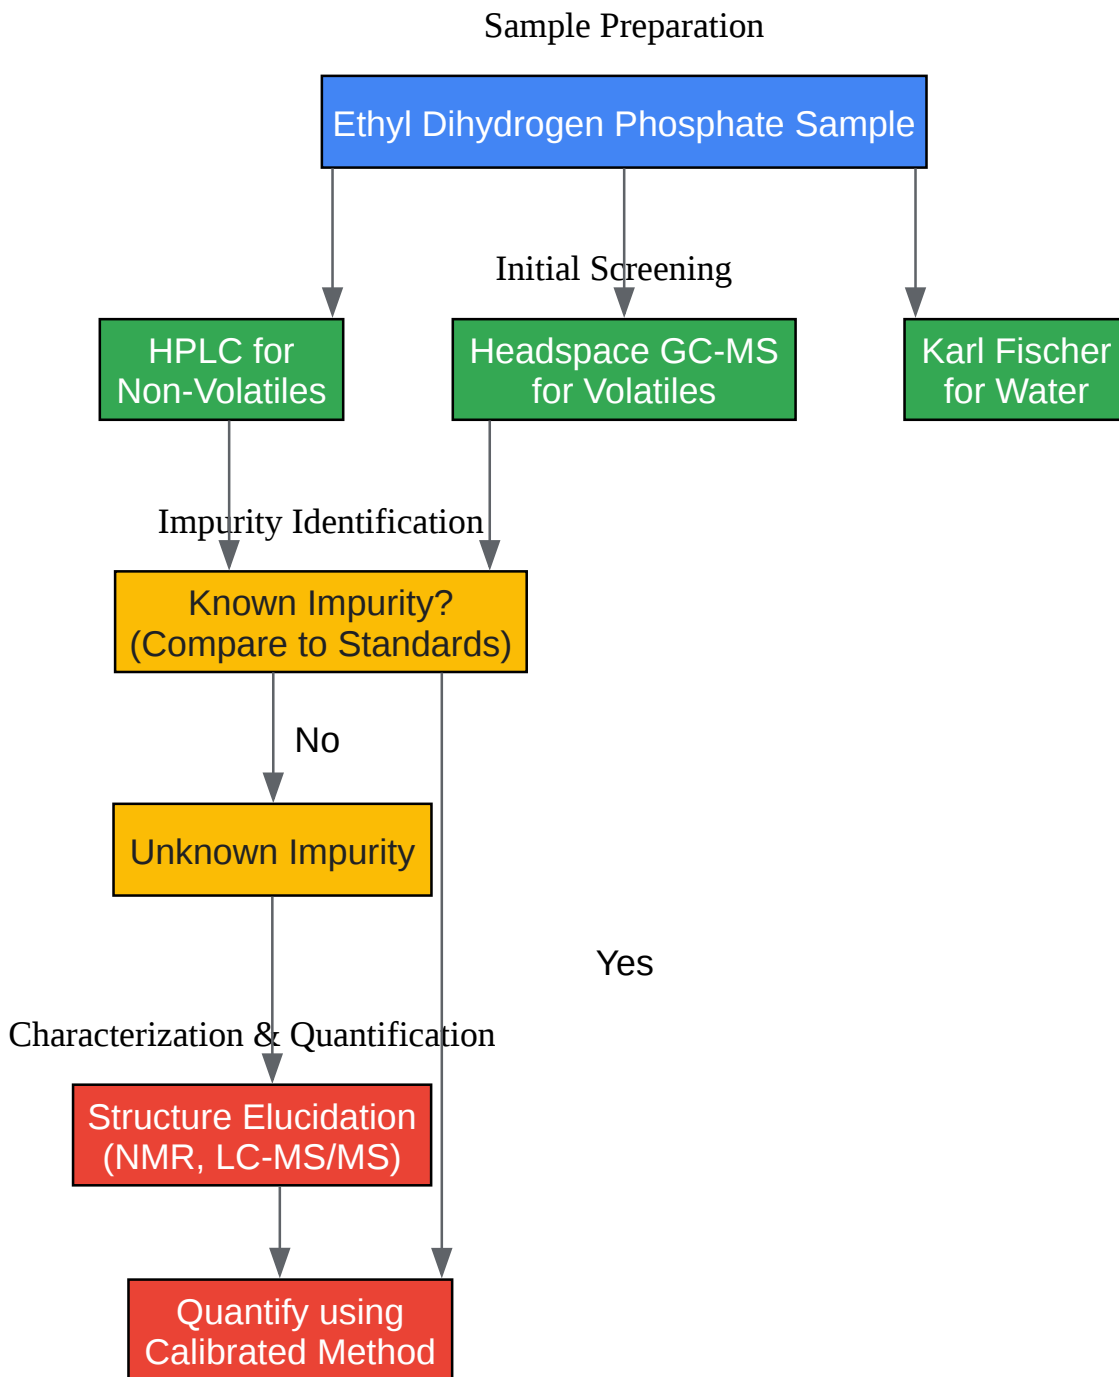 Sample Preparation
Ethyl Dihydrogen Phosphate Sample
Initial Screening
HPLC for
Non-Volatiles
Headspace GC-MS
for Volatiles
Karl Fischer
for Water
Impurity Identification
Known Impurity?
(Compare to Standards)
No
Unknown Impurity
Yes
Characterization & Quantification
Structure Elucidation
(NMR, LC-MS/MS)
Quantify using
Calibrated Method